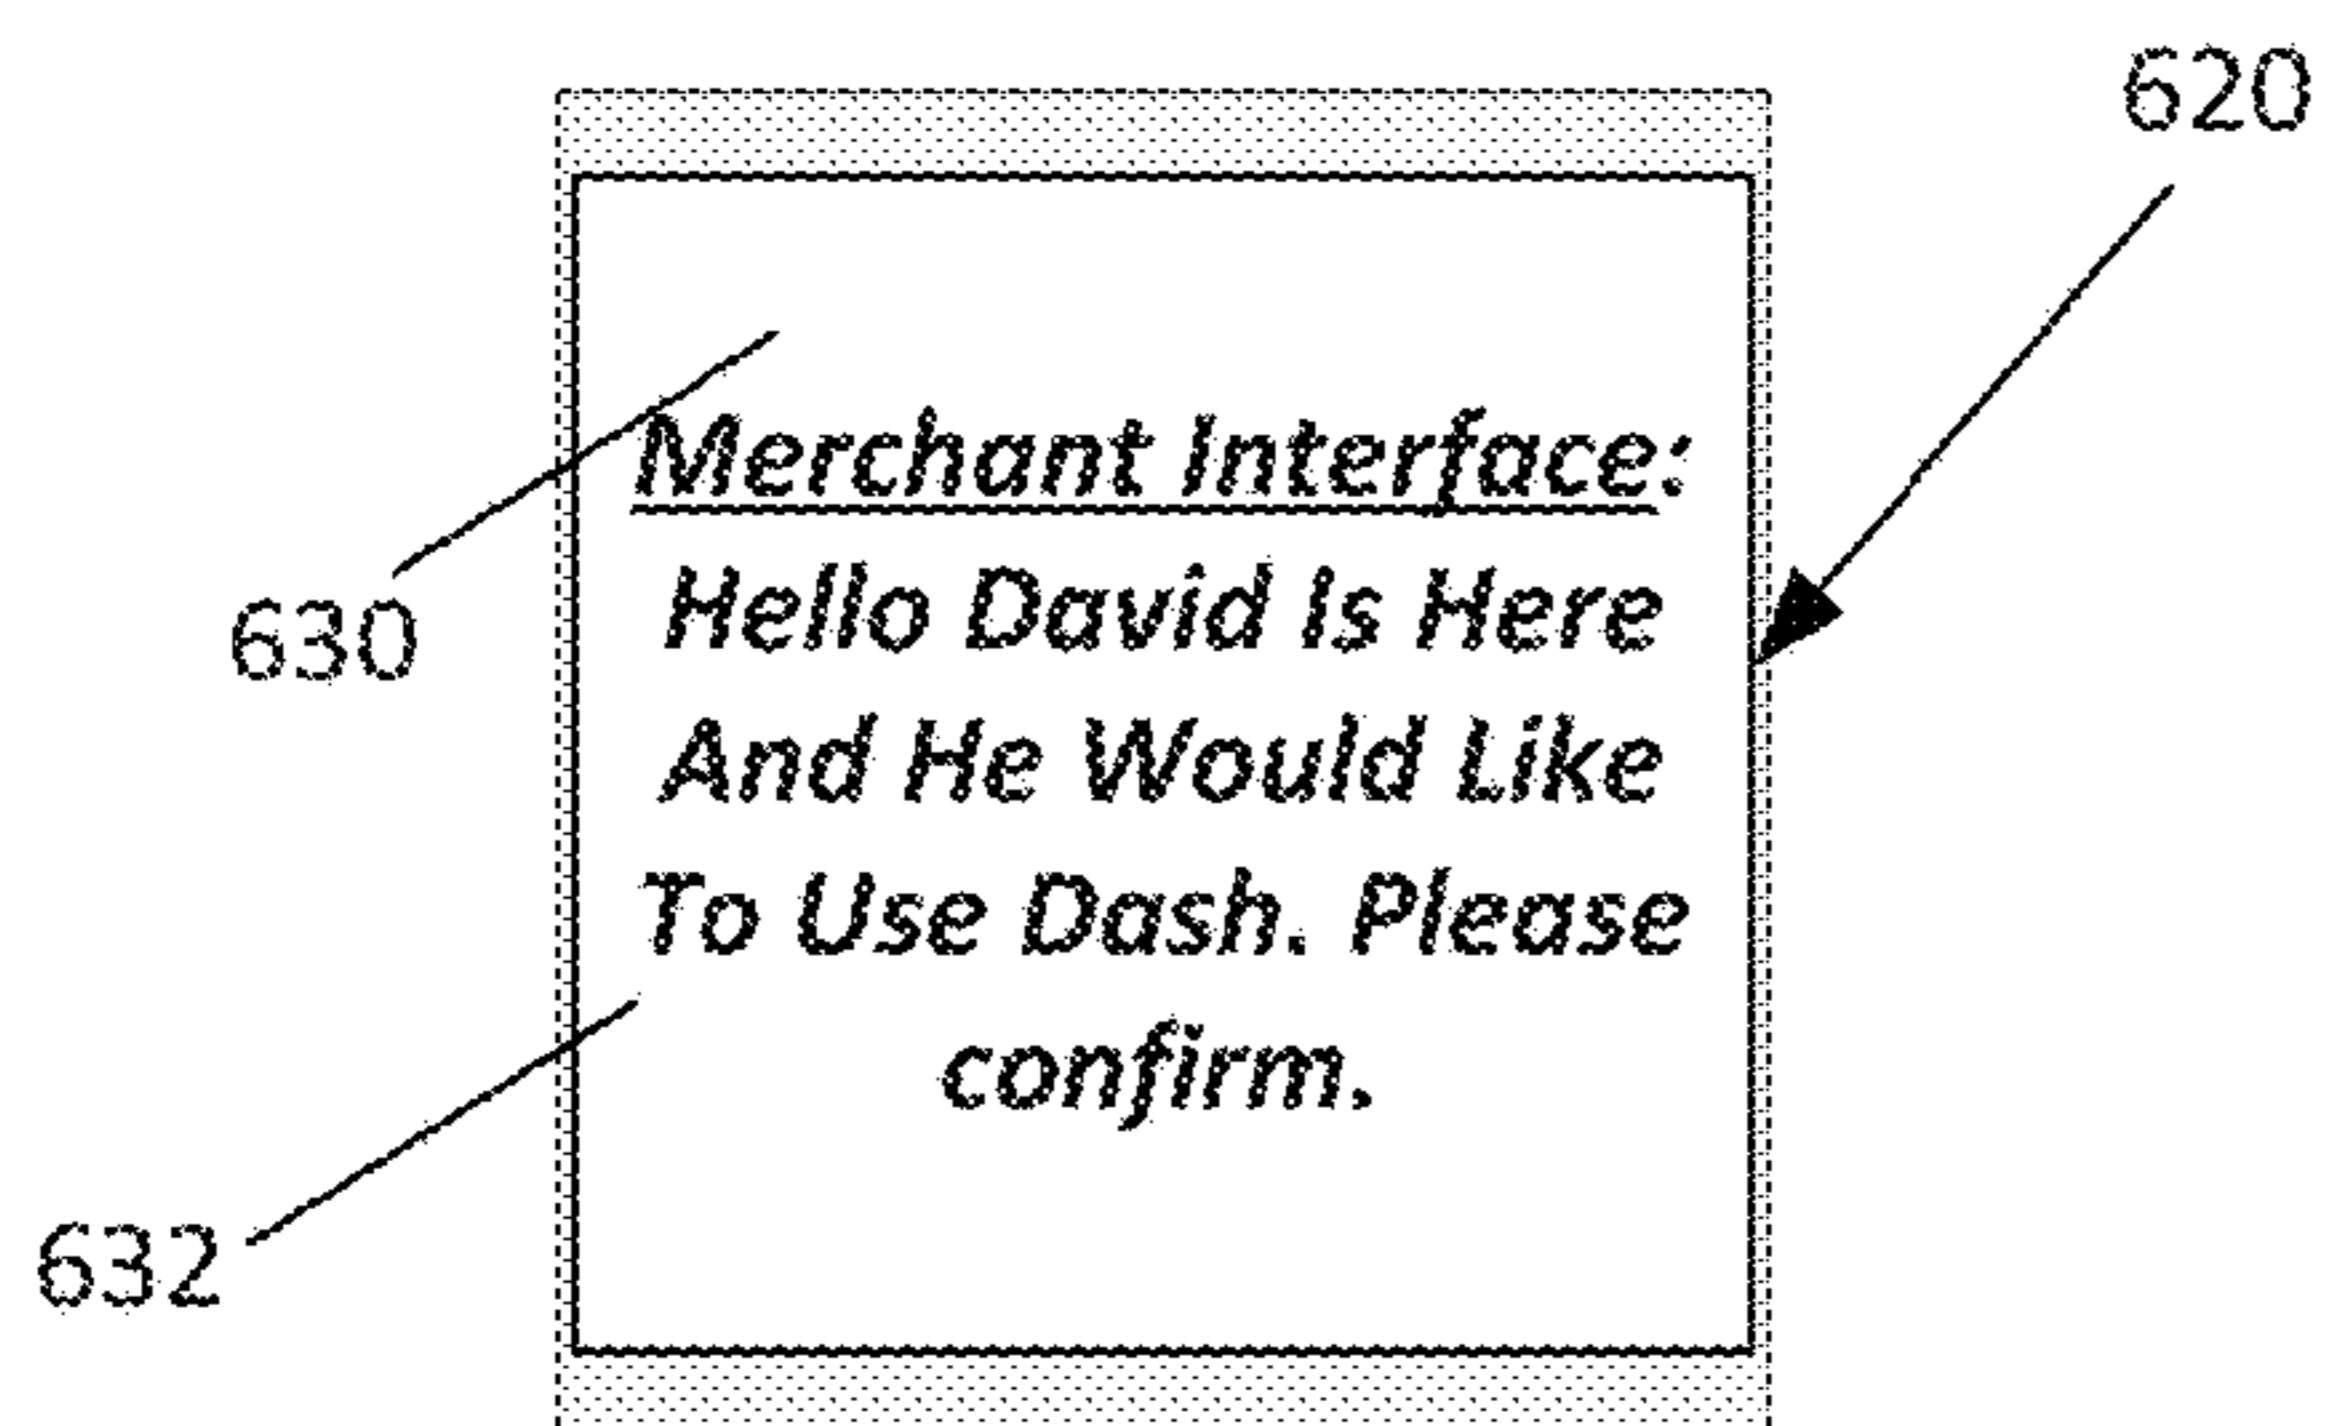 620
Merchant Interface:
Hello David Is Here
630
And He Would Like
To Use Dash. Please
confirm.
632